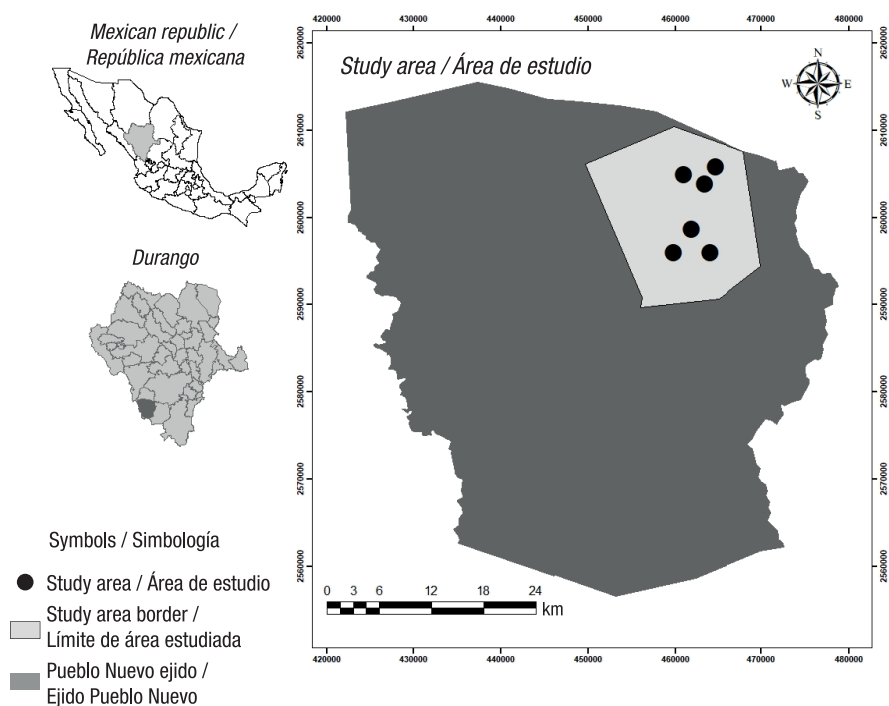 Mexican republic /
República mexicana
Durango
Symbols / Simbología
Study area / Área de estudio
Study area border /
Límite de área estudiada
Pueblo Nuevo ejido /
Ejido Pueblo Nuevo
420000 430000 440000 450000 460000 470000 480000
Study area / Área de estudio
N
W E
S
2620000 2620000
2610000 2610000
2600000 2600000
2590000 2590000
2580000 2580000
2570000 2570000
2560000 2560000
0 3 6 12 18 24
km
420000 430000 440000 450000 460000 470000 480000